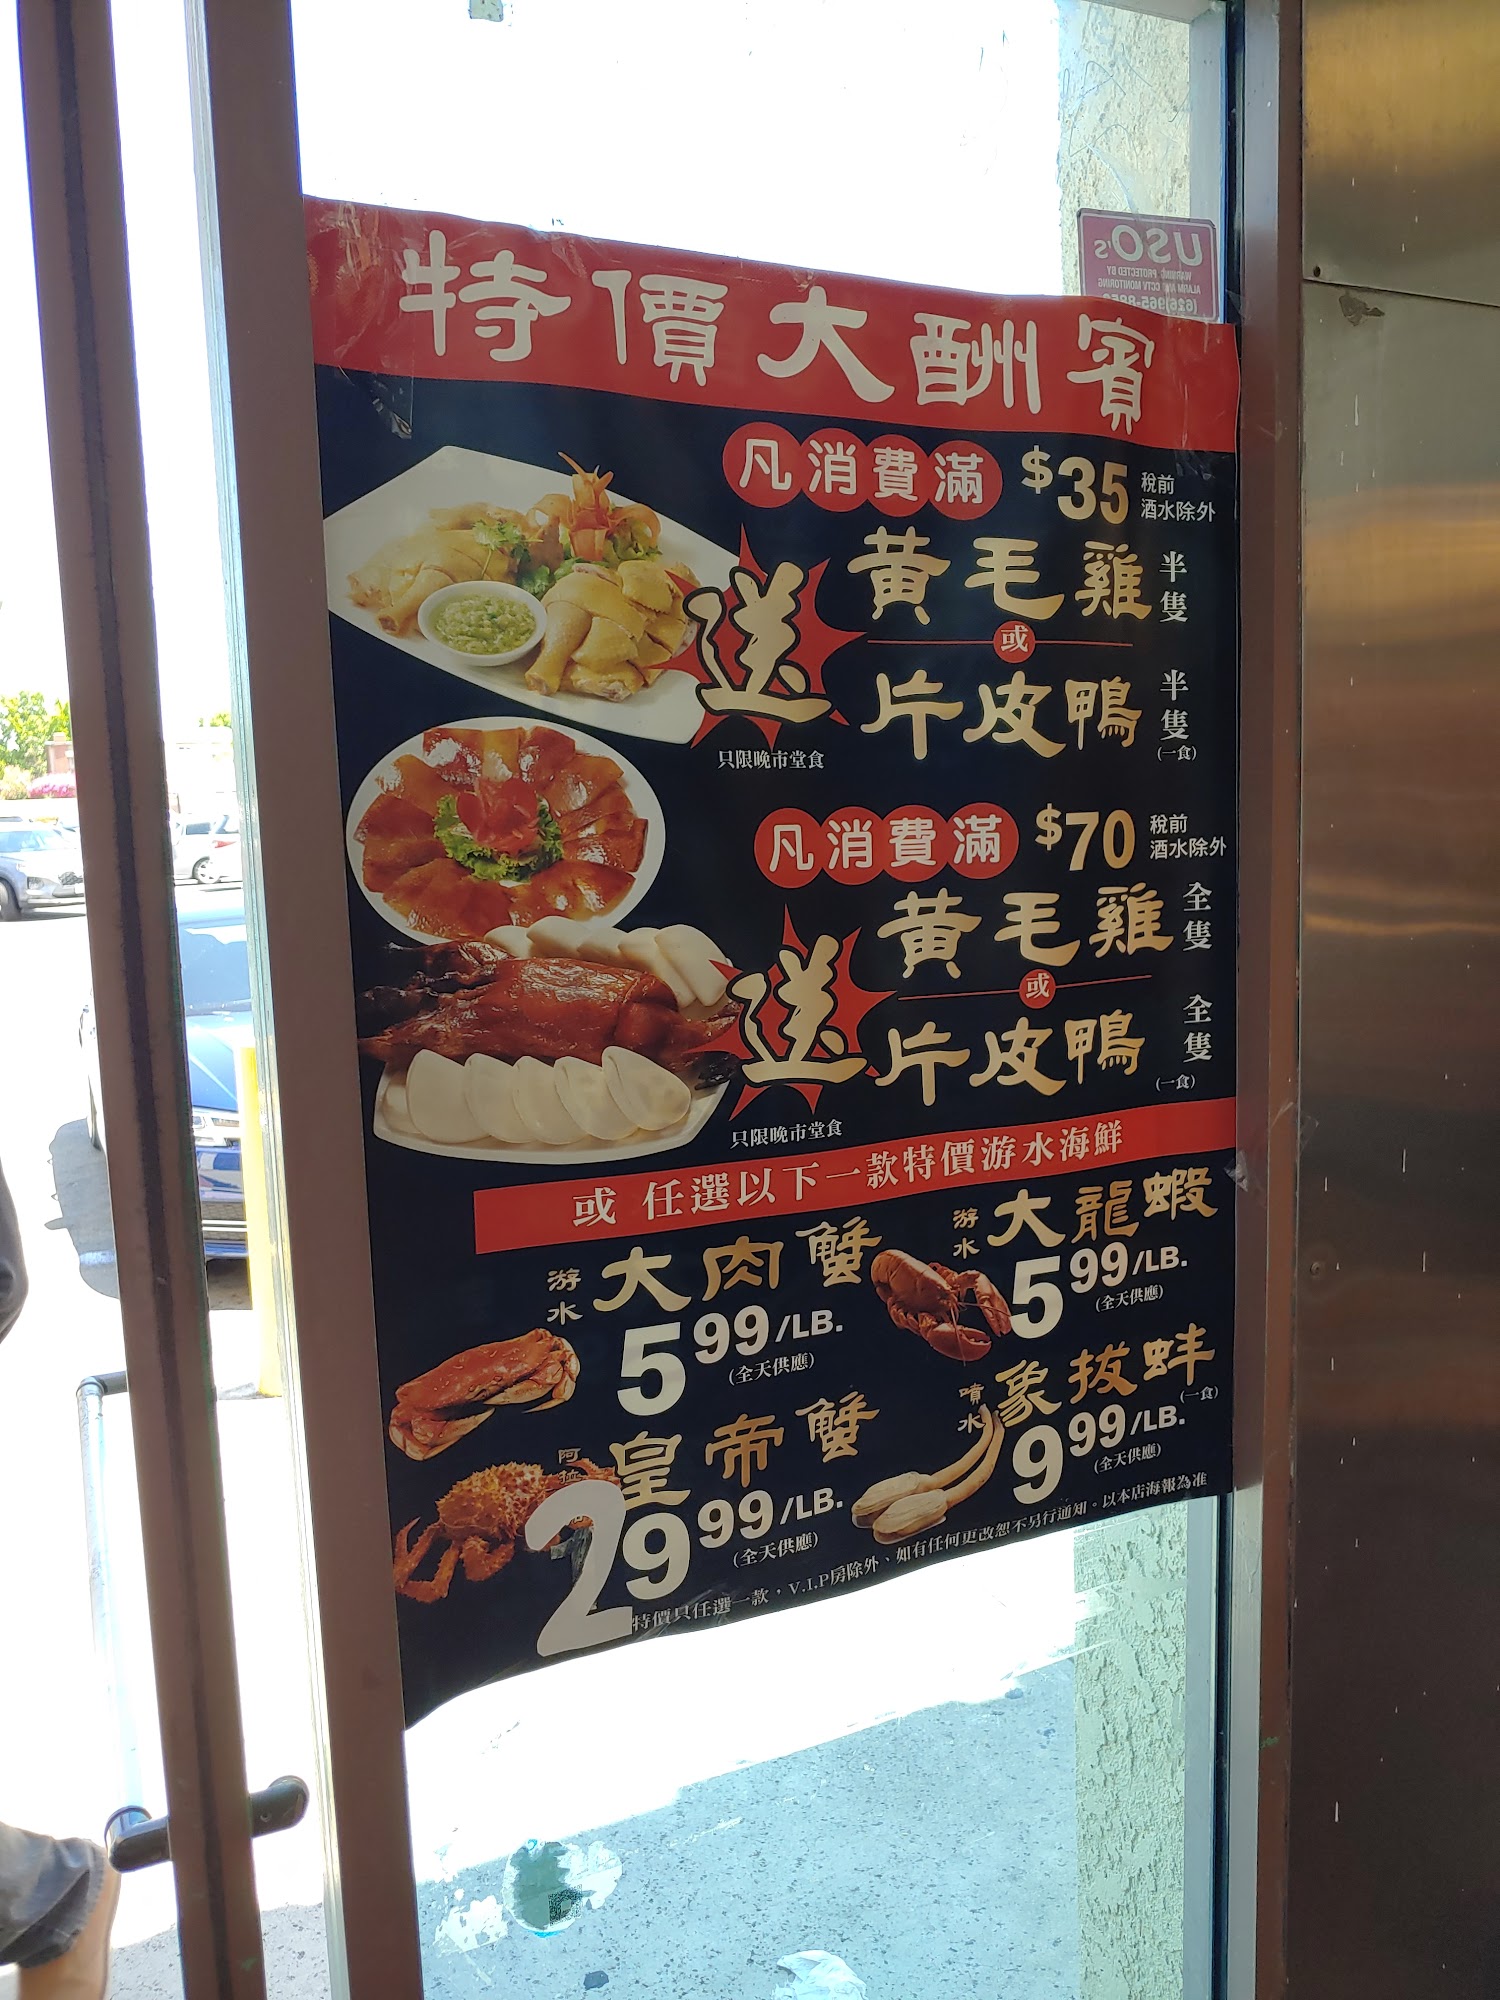 特價大酬賓
凡消費滿 $35 稅前 酒水除外
送 黃毛雞 半隻
或
片皮鴨 半隻 (一食)
只限晚市堂食
凡消費滿 $70 稅前 酒水除外
送 黃毛雞 全隻
或
片皮鴨 全隻 (一食)
只限晚市堂食
或 任選以下一款特價游水海鮮
游水 大肉蟹
5 99/LB.
(全天供應)
游水 大龍蝦
5 99/LB.
(全天供應)
皇帝蟹
29 99/LB.
(全天供應)
噴水 象拔蚌 (一食)
9 99/LB.
(全天供應)
特價只任選一款，V.I.P房除外、如有任何更改恕不另行通知。以本店海報為准
USO's
WARNING PROTECTED BY
CCTV MONITORING